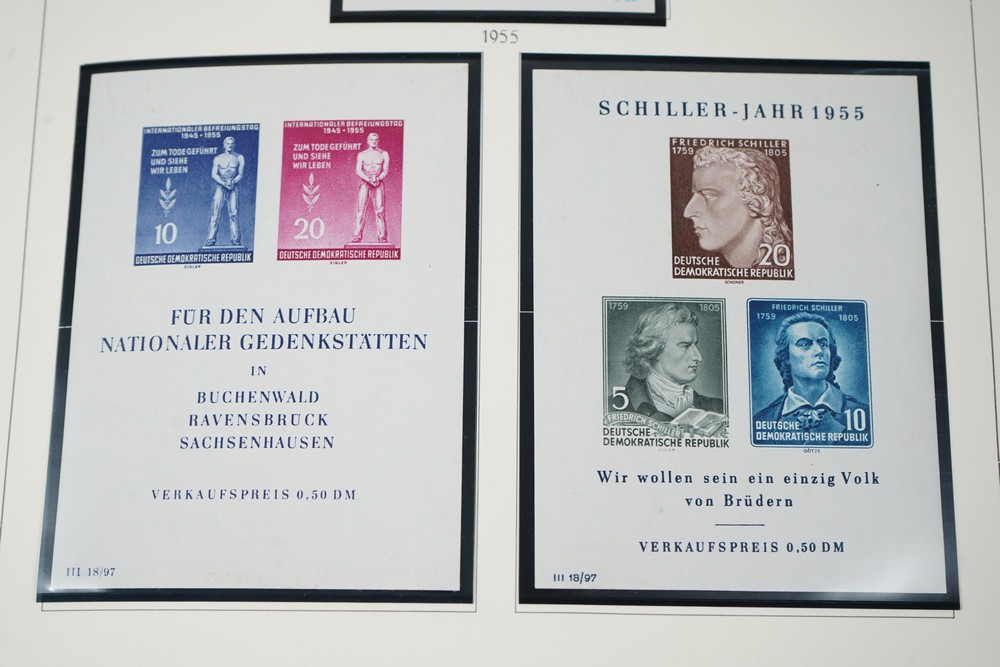 1955
INTERNATIONALER BEFREIUNGSTAG
1945 · 1955
ZUM TODE GEFÜHRT
UND SIEHE
WIR LEBEN
10
DEUTSCHE DEMOKRATISCHE REPUBLIK
EIGLER
INTERNATIONALER BEFREIUNGSTAG
1945 · 1955
ZUM TODE GEFÜHRT
UND SIEHE
WIR LEBEN
20
DEUTSCHE DEMOKRATISCHE REPUBLIK
EIGLER
FÜR DEN AUFBAU
NATIONALER GEDENKSTÄTTEN
IN
BUCHENWALD
RAVENSBRÜCK
SACHSENHAUSEN
VERKAUFSPREIS 0,50 DM
III 18/97
SCHILLER-JAHR 1955
FRIEDRICH SCHILLER
1759 1805
20
DEUTSCHE
DEMOKRATISCHE REPUBLIK
1759 1805
5
FRIEDRICH SCHILLER
DEUTSCHE
DEMOKRATISCHE REPUBLIK
FRIEDRICH SCHILLER
1759 1805
DEUTSCHE 10
DEMOKRATISCHE REPUBLIK
GÖTZE
Wir wollen sein ein einzig Volk
von Brüdern
VERKAUFSPREIS 0,50 DM
III 18/97